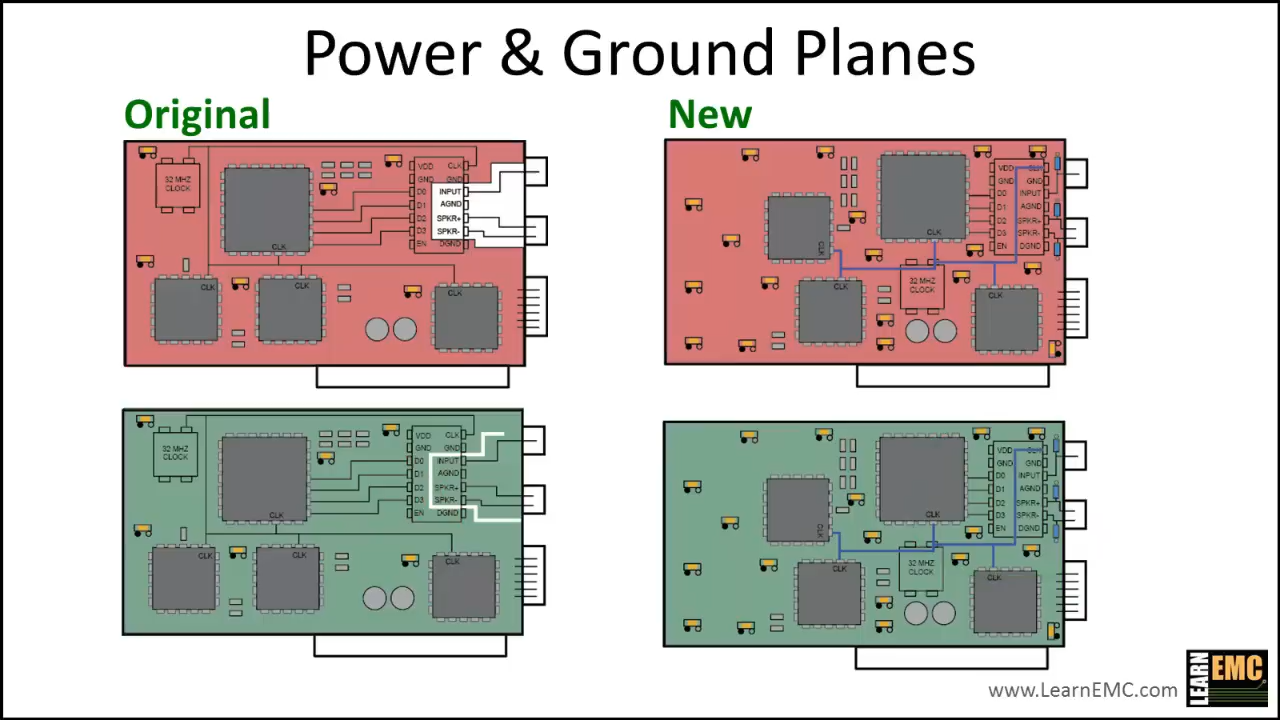 Power & Ground Planes
Original
New
32 MHZ
CLOCK
CLK
VDD CLK
GND GND
D0 INPUT
D1 AGND
D2 SPKR+
D3 SPKR-
EN DGND
CLK
CLK
CLK
CLK
CLK
VDD CLK
GND GND
D0 INPUT
D1 AGND
D2 SPKR+
D3 SPKR-
EN DGND
32 MHZ
CLOCK
CLK
CLK
32 MHZ
CLOCK
CLK
VDD CLK
GND GND
D0 INPUT
D1 AGND
D2 SPKR+
D3 SPKR-
EN DGND
CLK
CLK
CLK
CLK
CLK
VDD CLK
GND GND
D0 INPUT
D1 AGND
D2 SPKR+
D3 SPKR-
EN DGND
32 MHZ
CLOCK
CLK
CLK
www.LearnEMC.com
LEARN EMC